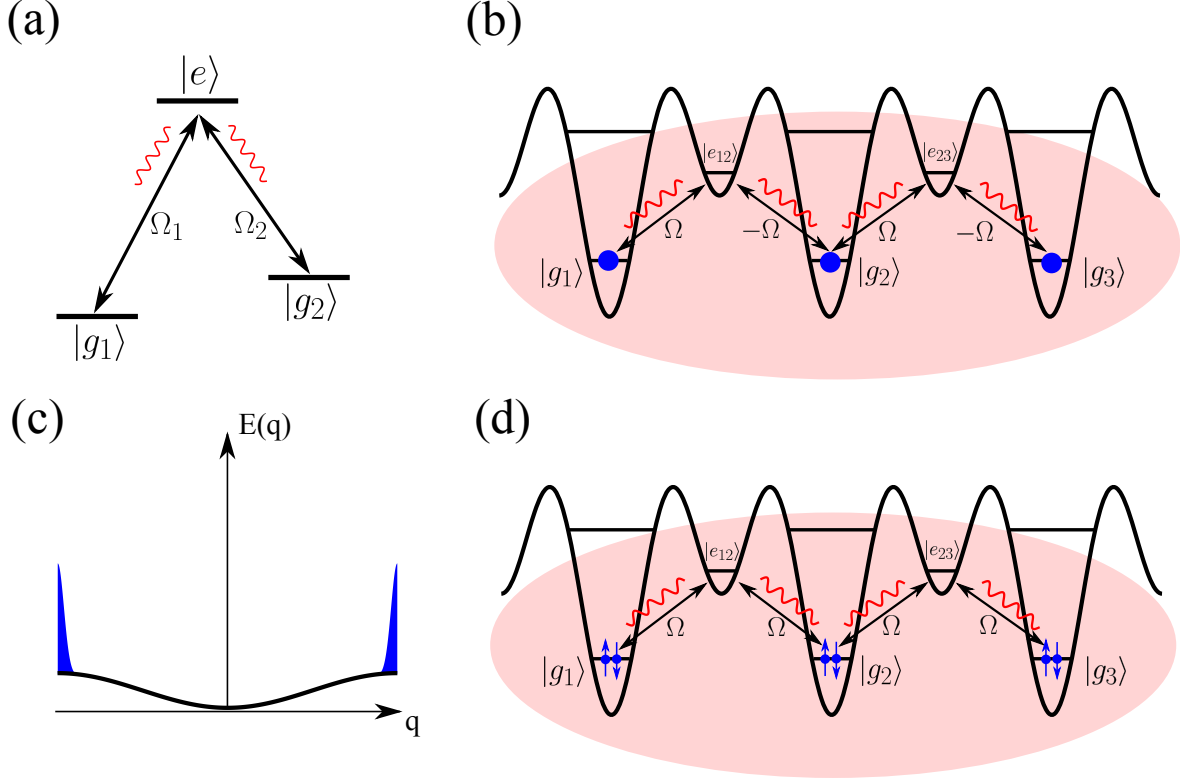 (a)
|e⟩
Ω₁
Ω₂
|g₁⟩
|g₂⟩
(b)
|e₁₂⟩
|e₂₃⟩
Ω
−Ω
Ω
−Ω
|g₁⟩
|g₂⟩
|g₃⟩
(c)
E(q)
q
(d)
|e₁₂⟩
|e₂₃⟩
Ω
Ω
Ω
Ω
|g₁⟩
|g₂⟩
|g₃⟩